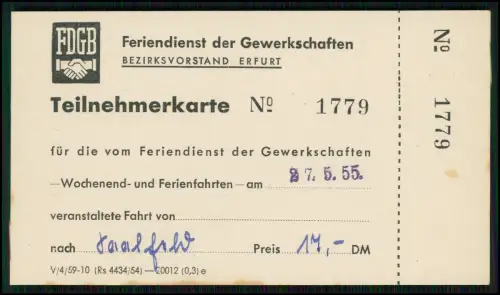 FDGB
Feriendienst der Gewerkschaften
BEZIRKSVORSTAND ERFURT
Teilnehmerkarte Nº 1779
für die vom Feriendienst der Gewerkschaften
—Wochenend- und Ferienfahrten—am 27.5.55.
veranstaltete Fahrt von
nach Saalfeld Preis 17,- DM
V/4/59-10 (Rs 4434/54) — 20012 (0,3) e
Nº 1779